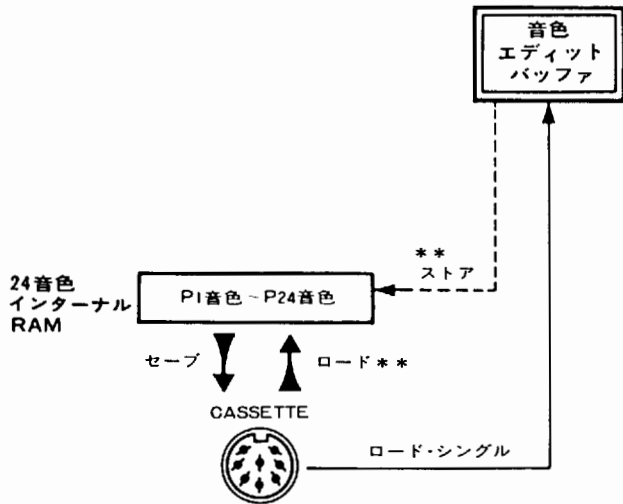 音色
エディット
バッファ
**
ストア
24音色
インターナル
RAM
P1音色~P24音色
セーブ
ロード**
CASSETTE
ロード・シングル